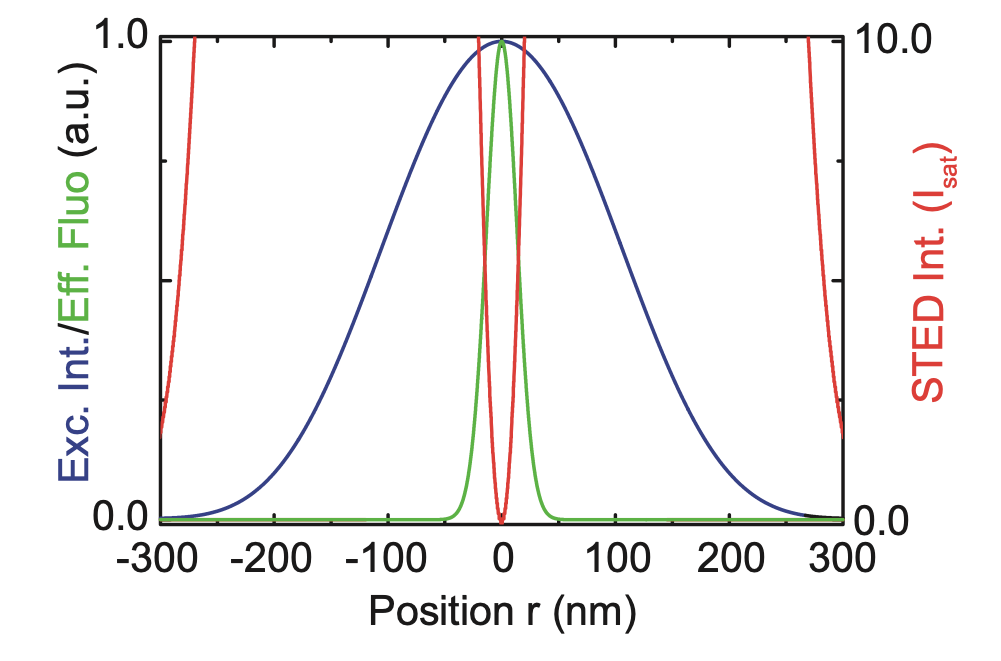 1.0
10.0
Exc. Int./Eff. Fluo (a.u.)
STED Int. (Isat)
0.0
0.0
-300 -200 -100 0 100 200 300
Position r (nm)